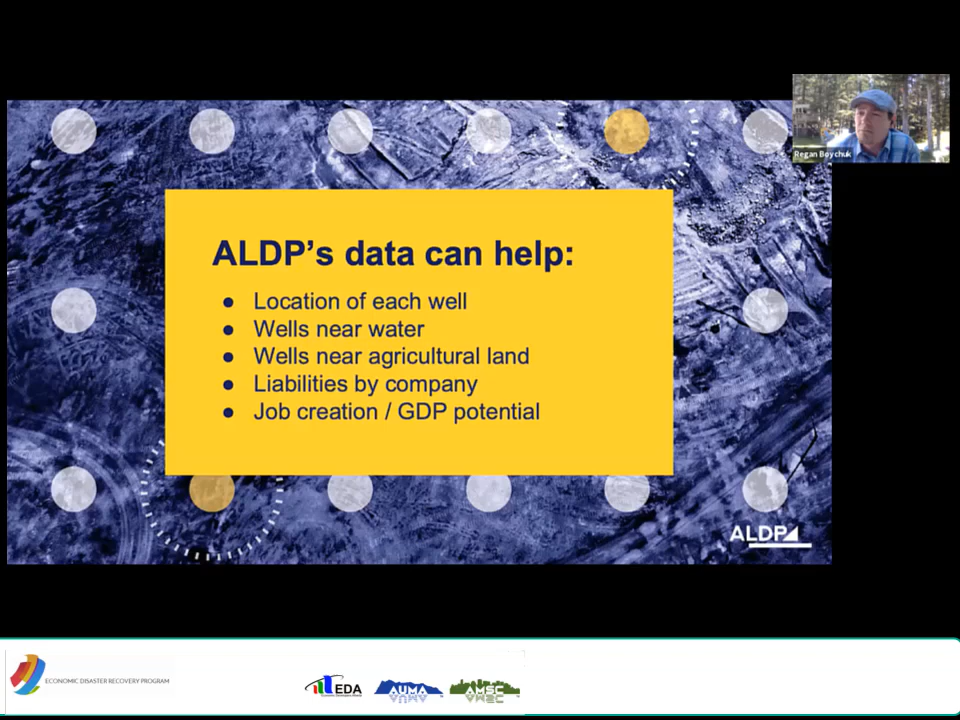 Regan Boychuk
ALDP's data can help:
● Location of each well
● Wells near water
● Wells near agricultural land
● Liabilities by company
● Job creation / GDP potential
ALDP
ECONOMIC DISASTER RECOVERY PROGRAM
EDA
AUMA
AMSC